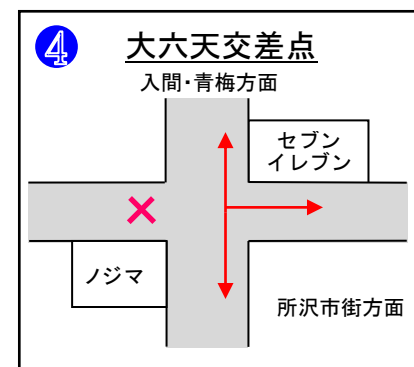 4
大六天交差点
入間・青梅方面
セブン
イレブン
ノジマ
所沢市街方面